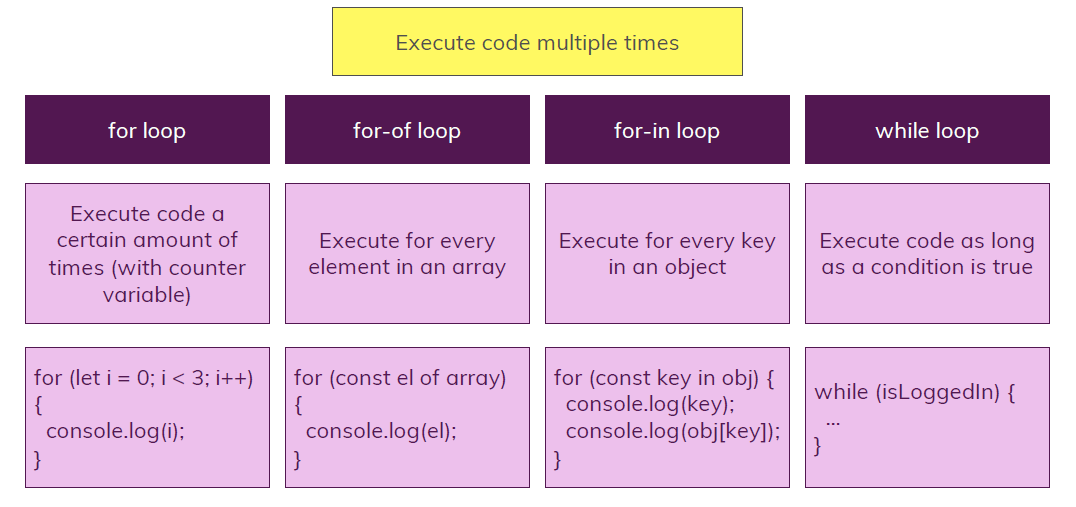 Execute code multiple times
for loop
for-of loop
for-in loop
while loop
Execute code a
certain amount of
times (with counter
variable)
Execute for every
element in an array
Execute for every key
in an object
Execute code as long
as a condition is true
for (let i = 0; i < 3; i++)
{
  console.log(i);
}
for (const el of array)
{
  console.log(el);
}
for (const key in obj) {
  console.log(key);
  console.log(obj[key]);
}
while (isLoggedIn) {
  ...
}